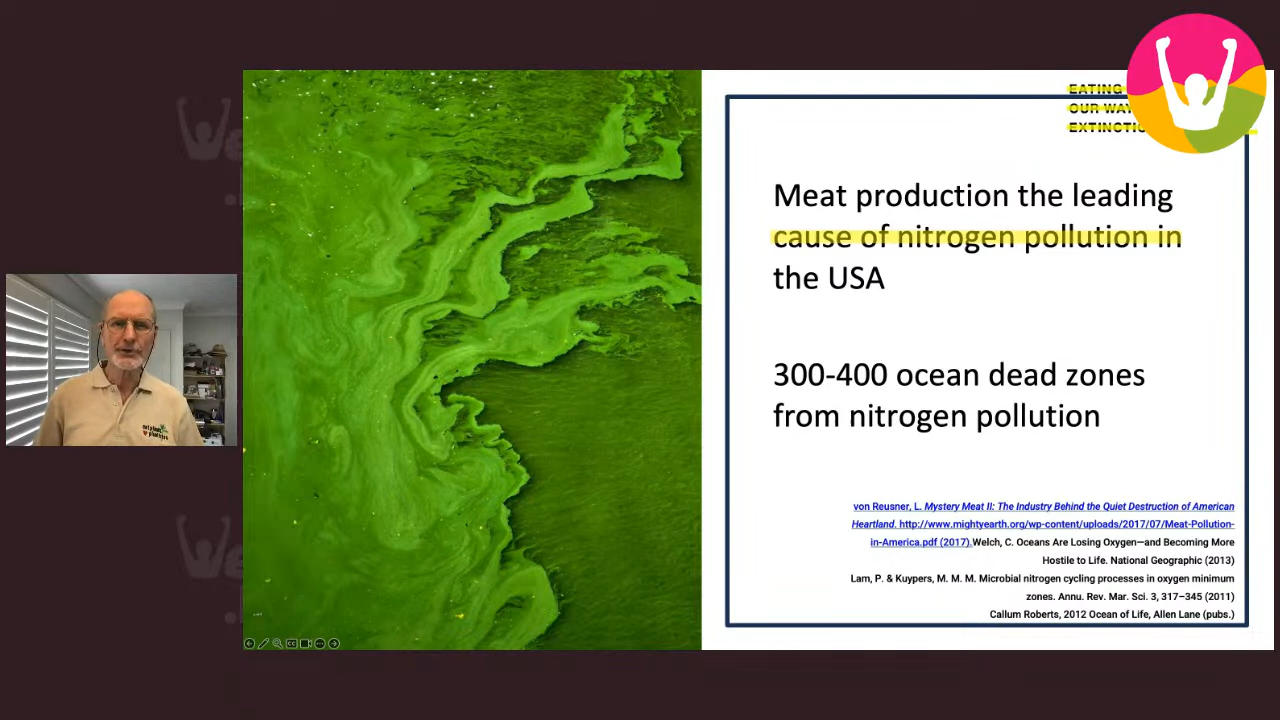 EATING
OUR WAY
Meat production the leading
cause of nitrogen pollution in
the USA
300-400 ocean dead zones
from nitrogen pollution
von Reusner, L. Mystery Meat II: The Industry Behind the Quiet Destruction of American
Heartland. http://www.mightyearth.org/wp-content/uploads/2017/07/Meat-Pollution-
in-America.pdf (2017).Welch, C. Oceans Are Losing Oxygen—and Becoming More
Hostile to Life. National Geographic (2013)
Lam, P. & Kuypers, M. M. M. Microbial nitrogen cycling processes in oxygen minimum
zones. Annu. Rev. Mar. Sci. 3, 317–345 (2011)
Callum Roberts, 2012 Ocean of Life, Allen Lane (pubs.)